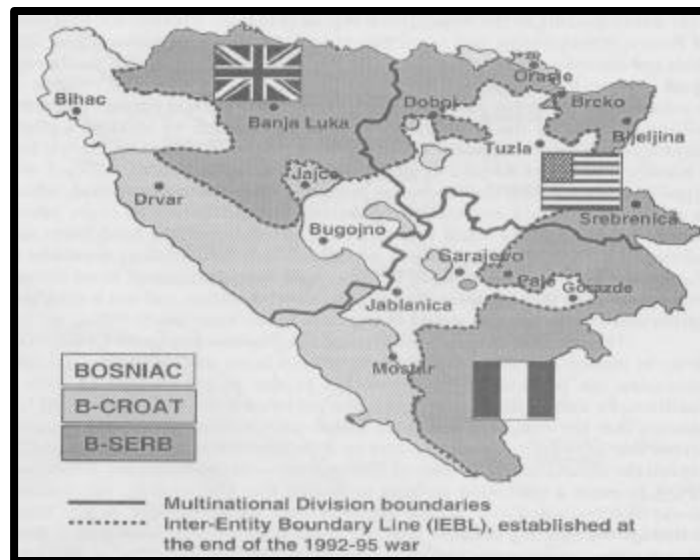 Orasje
Bihac
Doboj
Brcko
Banja Luka
Bijeljina
Tuzla
Jajce
Drvar
Srebrenica
Bugojno
Sarajevo
Pale
Gorazde
Jablanica
Mostar
BOSNIAC
B-CROAT
B-SERB
Multinational Division boundaries
Inter-Entity Boundary Line (IEBL), established at
the end of the 1992-95 war